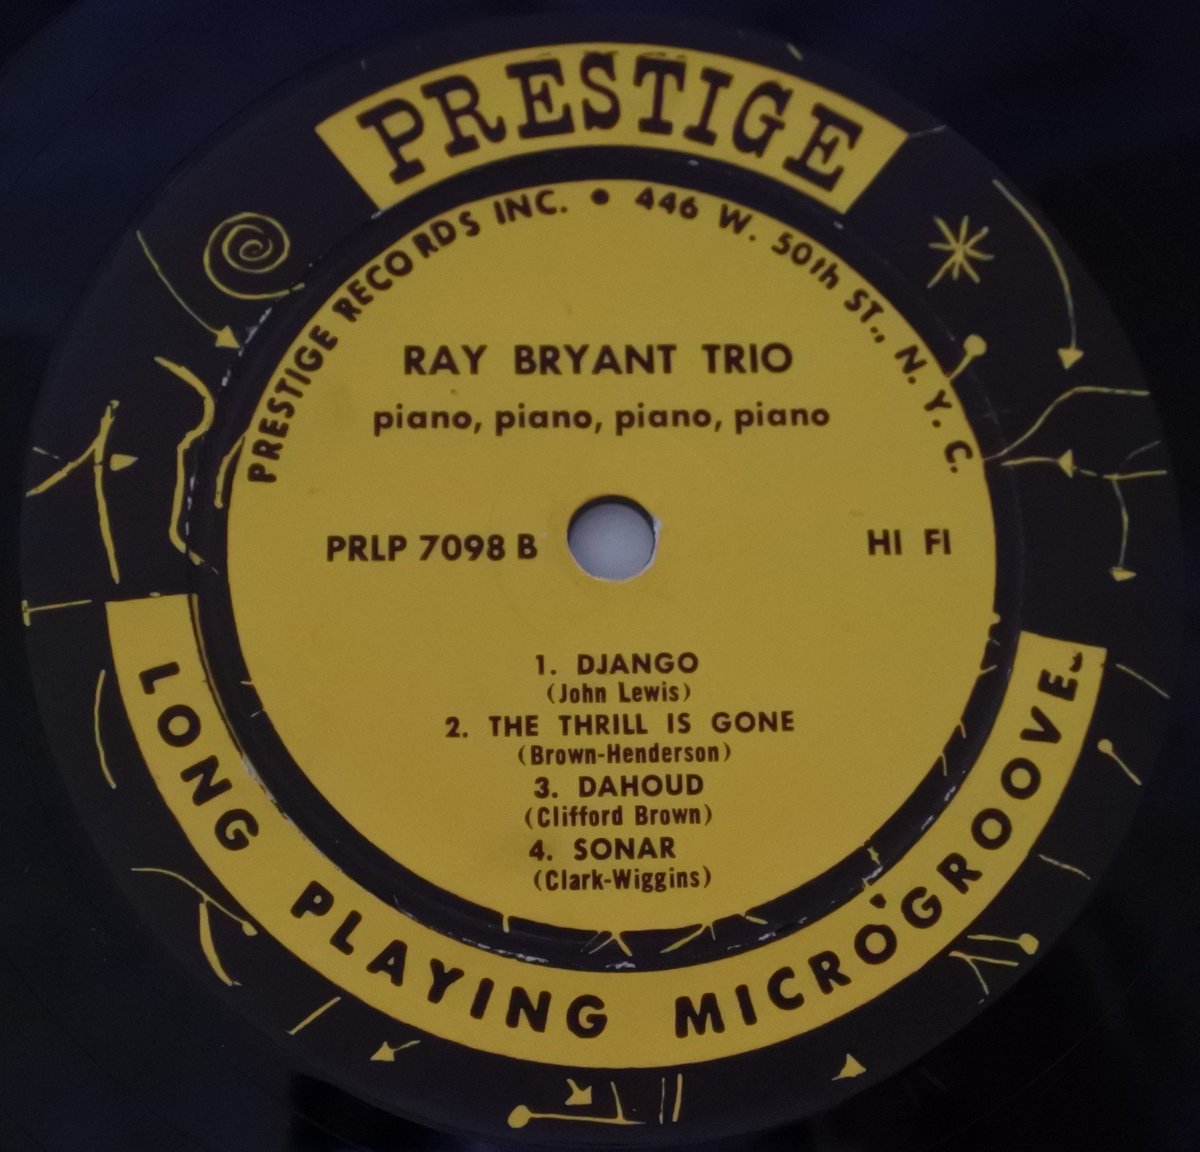 PRESTIGE
PRESTIGE RECORDS INC. • 446 W. 50th ST., N. Y. C.
RAY BRYANT TRIO
piano, piano, piano, piano
PRLP 7098 B
HI FI
1. DJANGO
(John Lewis)
2. THE THRILL IS GONE
(Brown-Henderson)
3. DAHOUD
(Clifford Brown)
4. SONAR
(Clark-Wiggins)
LONG PLAYING MICROGROOVE